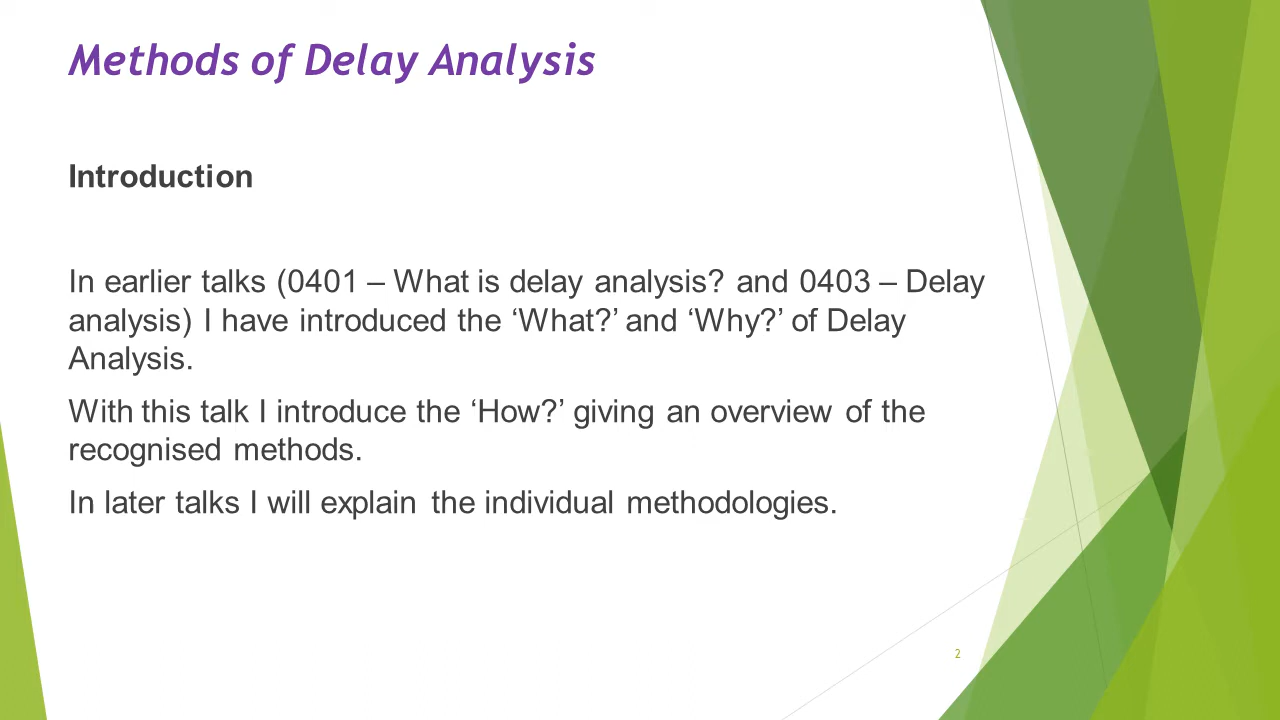 Methods of Delay Analysis
Introduction
In earlier talks (0401 – What is delay analysis? and 0403 – Delay
analysis) I have introduced the ‘What?’ and ‘Why?’ of Delay
Analysis.
With this talk I introduce the ‘How?’ giving an overview of the
recognised methods.
In later talks I will explain the individual methodologies.
2